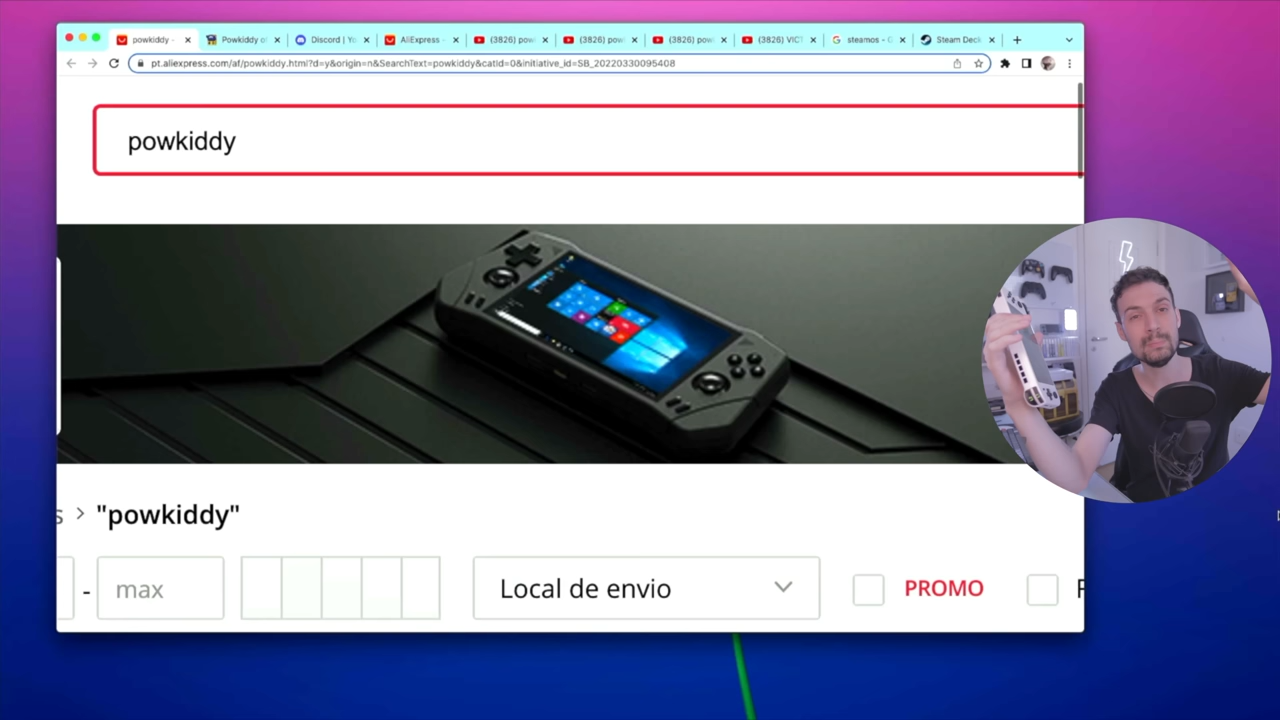 powkiddy -
Powkiddy o
Discord | Yo
AliExpress -
(3826) pow
(3826) pow
(3826) pow
(3826) VICT
steamos - G
Steam Deck
pt.aliexpress.com/af/powkiddy.html?d=y&origin=n&SearchText=powkiddy&catId=0&initiative_id=SB_20220330095408
powkiddy
s > "powkiddy"
- max
Local de envio
PROMO
F